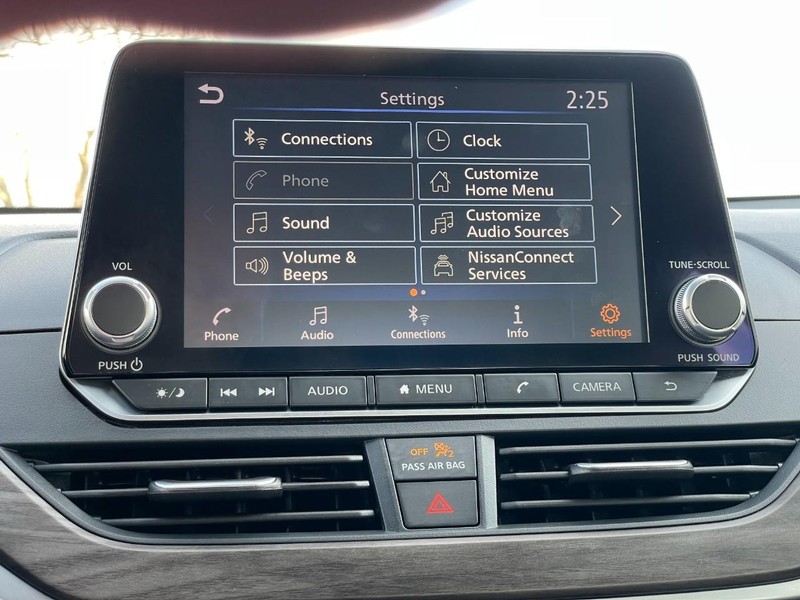 Settings
2:25
Connections
Clock
Phone
Customize
Home Menu
Sound
Customize
Audio Sources
Volume &
Beeps
NissanConnect
Services
Phone
Audio
Connections
Info
Settings
VOL
PUSH
TUNE·SCROLL
PUSH SOUND
AUDIO
MENU
CAMERA
OFF
2
PASS AIR BAG